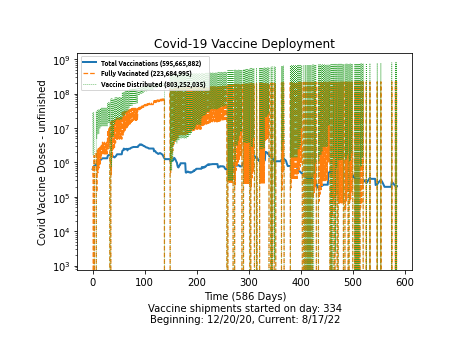 Covid-19 Vaccine Deployment
Total Vaccinations (595,665,882)
Fully Vacinated (223,684,995)
Vaccine Distributed (803,252,035)
Covid Vaccine Doses - unfinished
10⁹
10⁸
10⁷
10⁶
10⁵
10⁴
10³
0 100 200 300 400 500 600
Time (586 Days)
Vaccine shipments started on day: 334
Beginning: 12/20/20, Current: 8/17/22